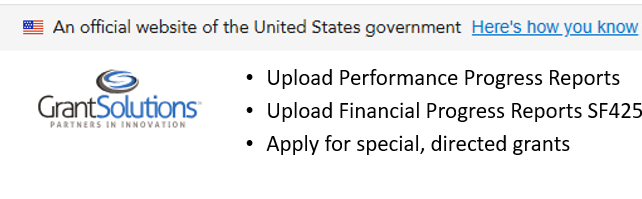 An official website of the United States government Here's how you know
GrantSolutions
PARTNERS IN INNOVATION
• Upload Performance Progress Reports
• Upload Financial Progress Reports SF425
• Apply for special, directed grants